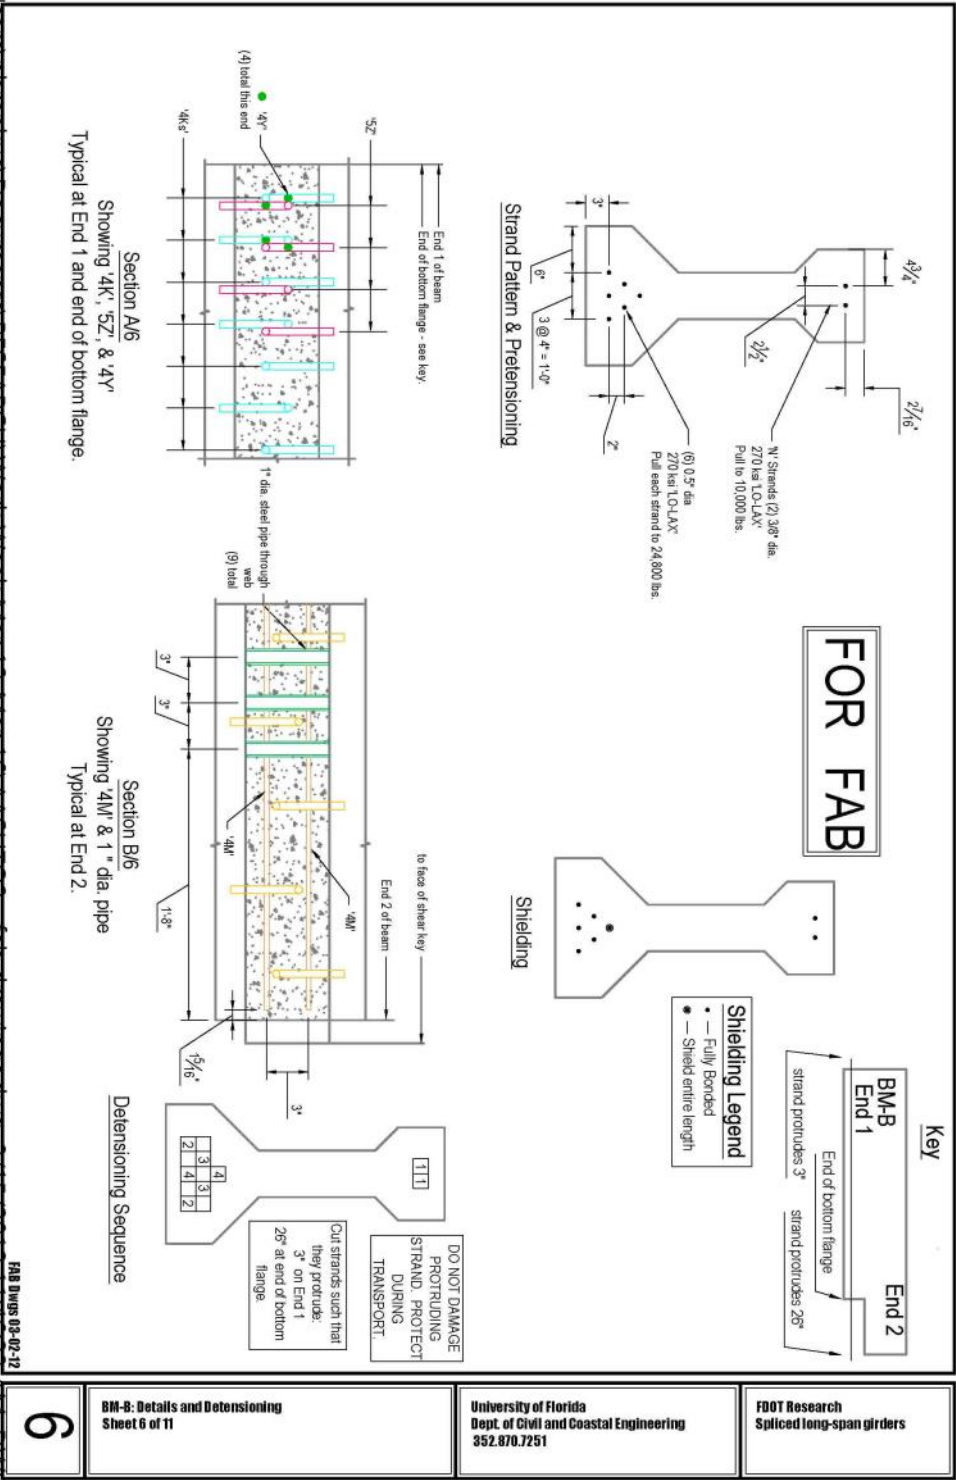 4¾"
2½"
2⁷⁄₁₆"
3"
6"
3 @ 4" = 1'-0"
2"
'N' Strands (2) 3/8" dia.
270 ksi 'LO-LAX'
Pull to 10,000 lbs.
(6) 0.5" dia
270 ksi 'LO-LAX'
Pull each strand to 24,800 lbs.
Strand Pattern & Pretensioning
FOR FAB
Shielding
Shielding Legend
— Fully Bonded
— Shield entire length
Key
BM-B
End 1
End 2
End of bottom flange
strand protrudes 3"
strand protrudes 26"
End 1 of beam
End of bottom flange - see key.
'5Z'
'4Y'
(4) total this end
'4Ks'
Section A/6
Showing '4K', '5Z', & '4Y'
Typical at End 1 and end of bottom flange.
1" dia. steel pipe through
web
(9) total
to face of shear key
End 2 of beam
'4M'
'4M'
3"
3"
1'-8"
1⁵⁄₁₆"
3"
Section B/6
Showing '4M' & 1 " dia. pipe
Typical at End 2.
1 1
4
3 3
2 4 2
Detensioning Sequence
DO NOT DAMAGE
PROTRUDING
STRAND. PROTECT
DURING
TRANSPORT.
Cut strands such that
they protrude:
3" on End 1
26" at end of bottom
flange.
FAB Dwgs 03-02-12
FDOT Research
Spliced long-span girders
University of Florida
Dept. of Civil and Coastal Engineering
352.870.7251
BM-B: Details and Detensioning
Sheet 6 of 11
6